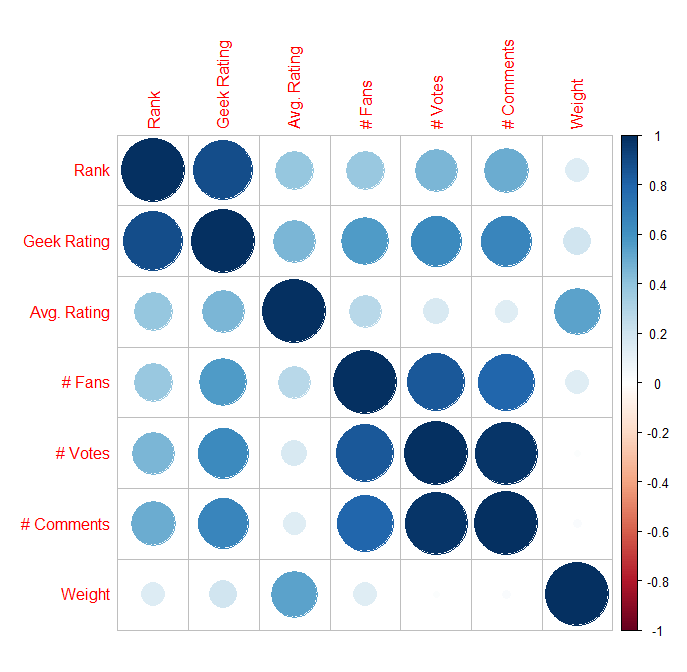 Rank
Geek Rating
Avg. Rating
# Fans
# Votes
# Comments
Weight
Rank
Geek Rating
Avg. Rating
# Fans
# Votes
# Comments
Weight
1
0.8
0.6
0.4
0.2
0
-0.2
-0.4
-0.6
-0.8
-1